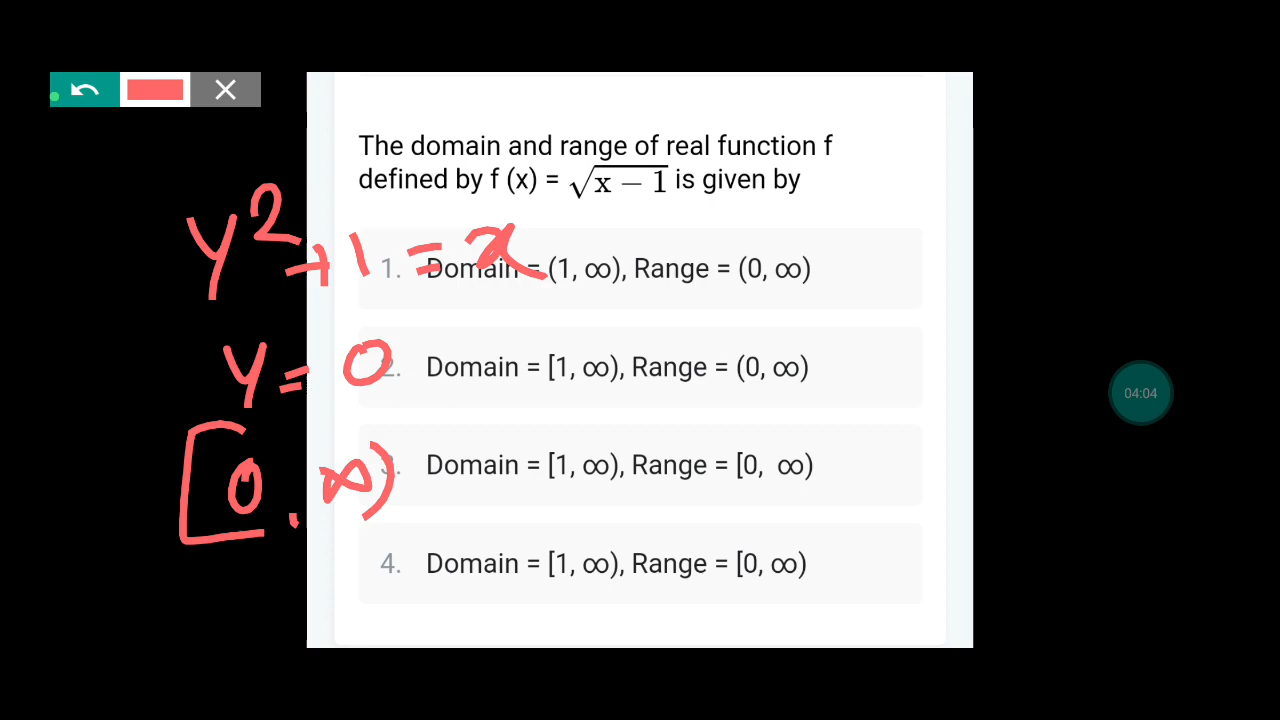 The domain and range of real function f
defined by f (x) = √x − 1 is given by
y² + 1 = x
1. Domain = (1, ∞), Range = (0, ∞)
y = 0
2. Domain = [1, ∞), Range = (0, ∞)
[0, ∞)
3. Domain = [1, ∞), Range = [0, ∞)
4. Domain = [1, ∞), Range = [0, ∞)
04:04